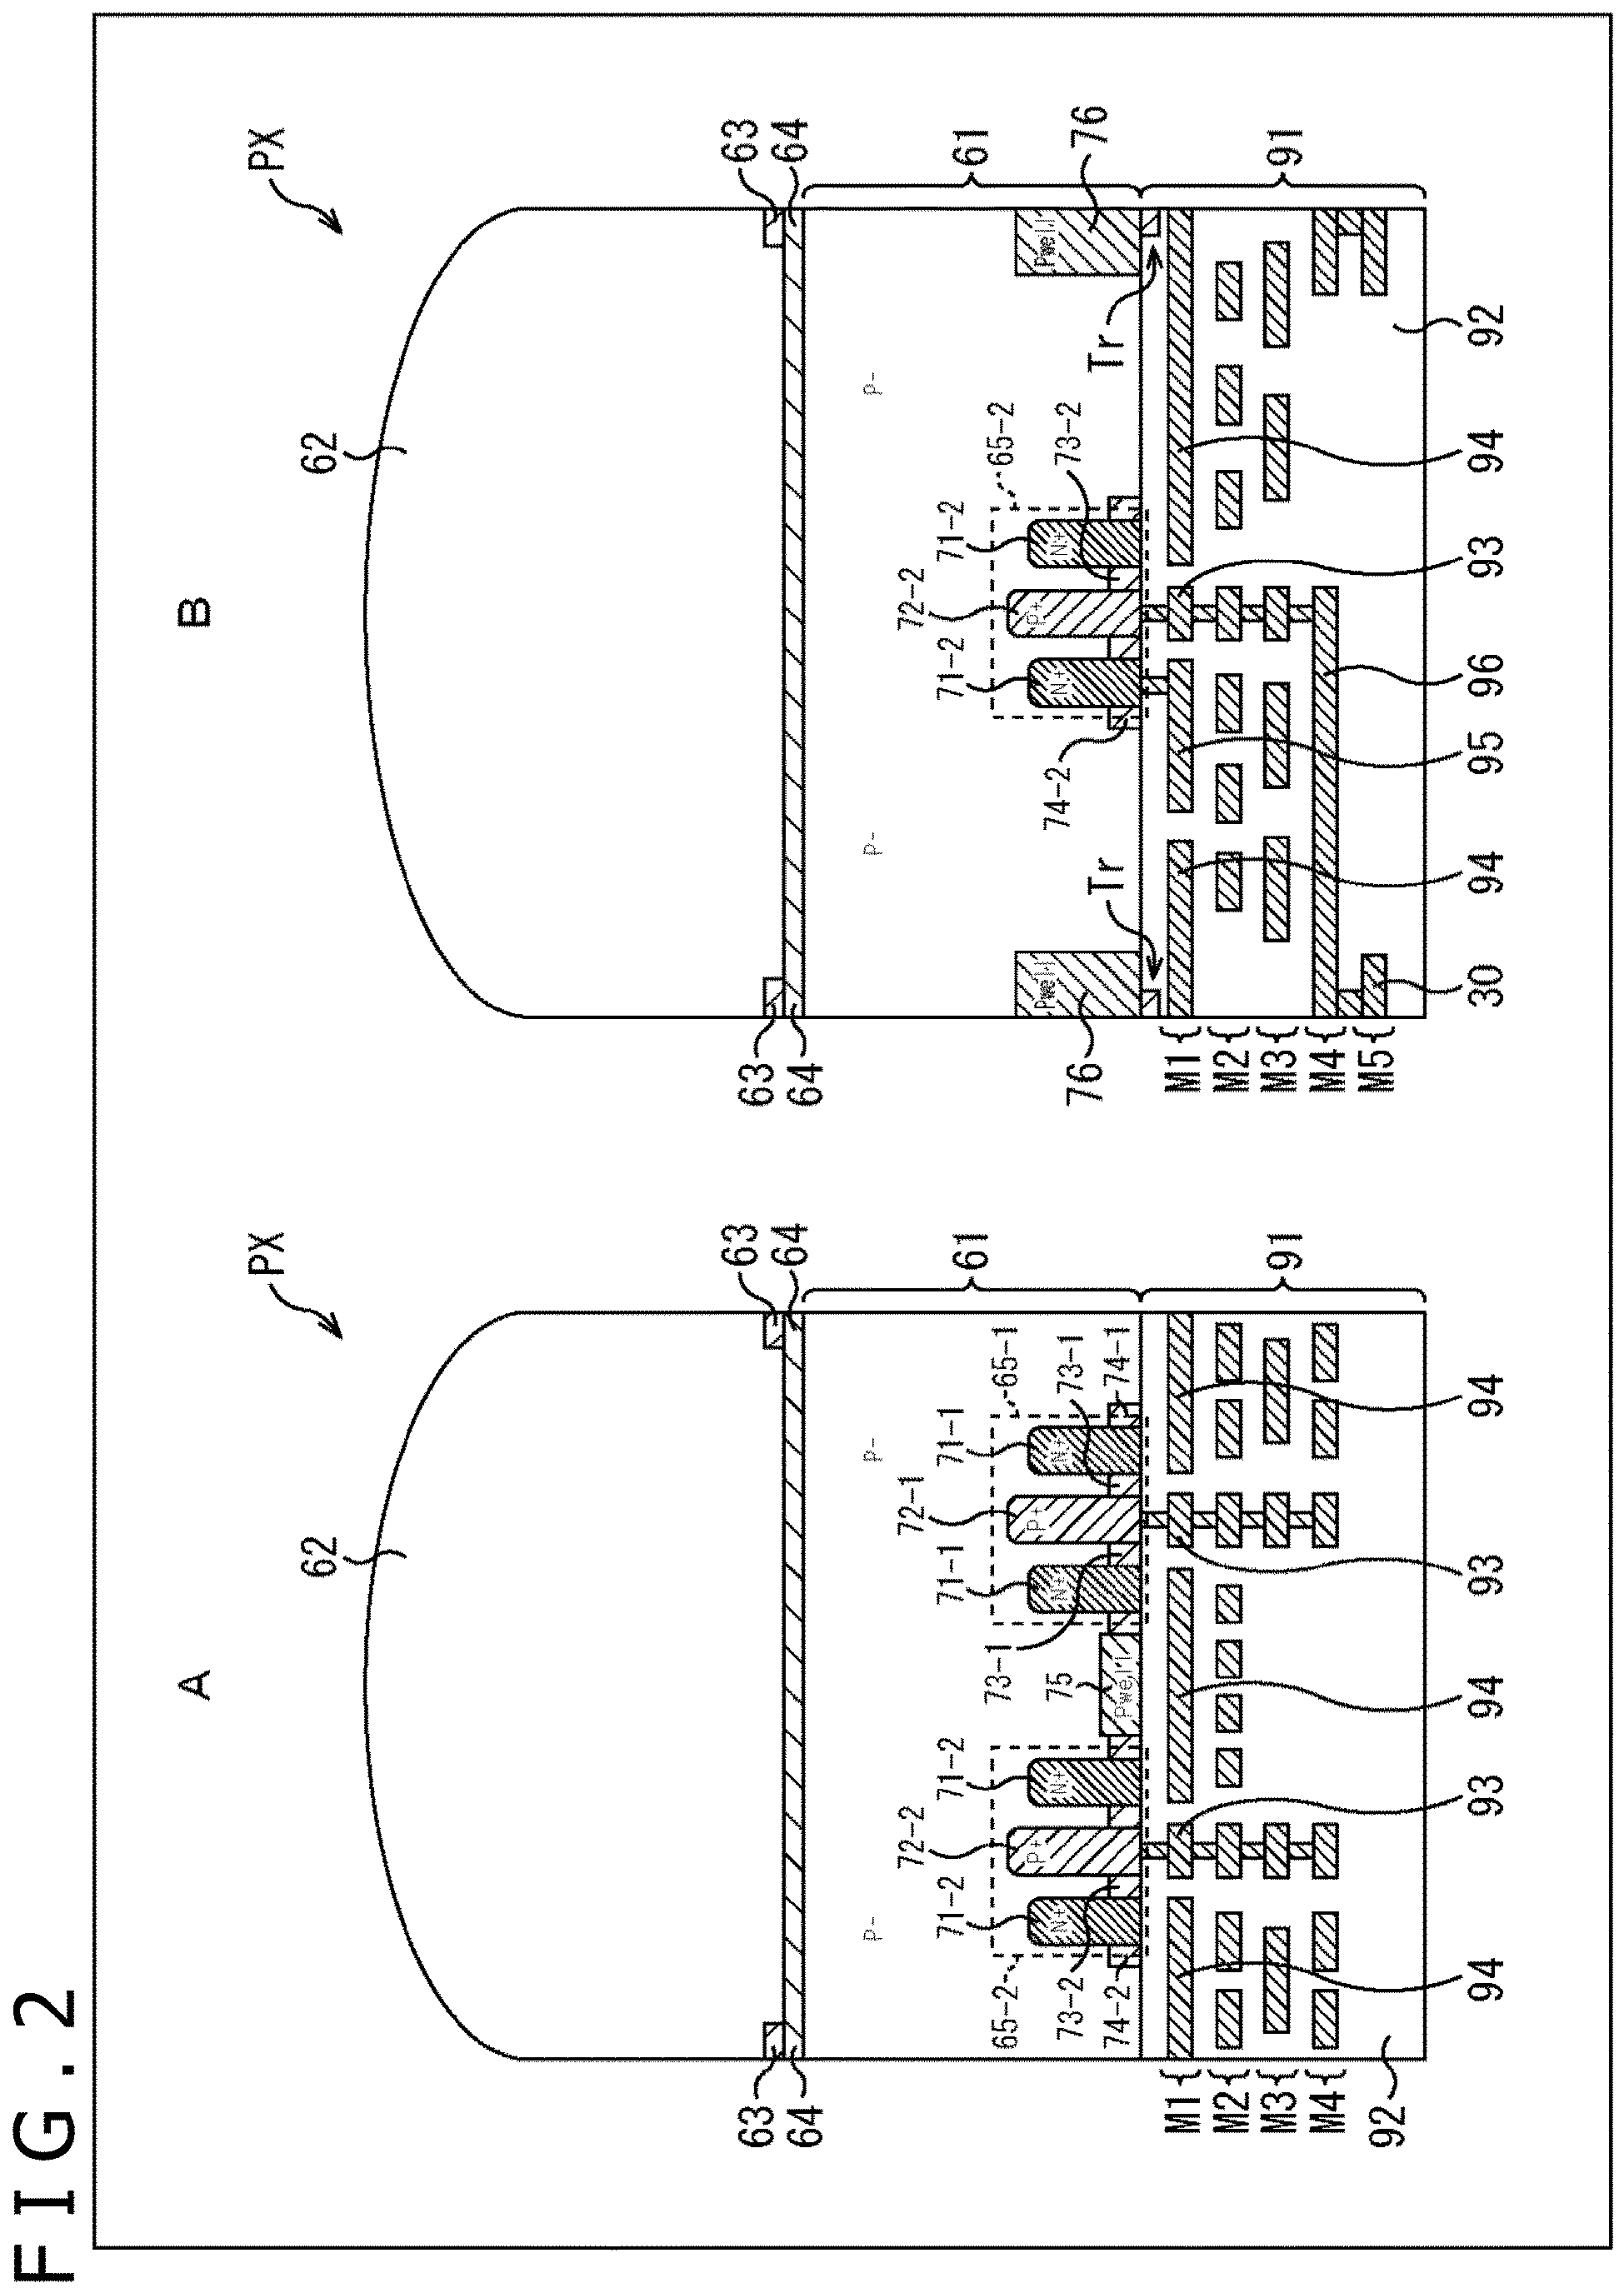 FIG.2
A
PX
62
63
63
64
64
P-
P-
72-2
72-1
71-2
71-2
71-1
71-1
61
65-2
73-1
65-1
P+
P+
N+
N+
N+
N+
73-2
75
73-1
74-2
Pwell
74-1
M1
M2
M3
M4
91
92
94
93
94
93
94
B
PX
62
63
63
64
64
P-
P-
72-2
71-2
71-2
61
65-2
P+
N+
N+
Pwell
Pwell
74-2
73-2
76
76
Tr
Tr
M1
M2
M3
M4
M5
91
30
94
95
96
93
94
92